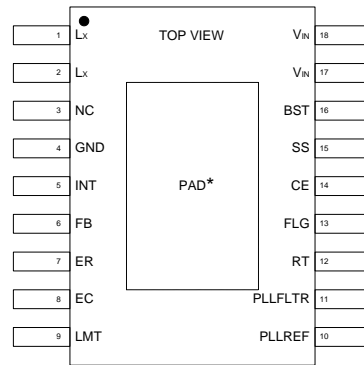 TOP VIEW
1 LX
2 LX
3 NC
4 GND
5 INT
6 FB
7 ER
8 EC
9 LMT
PAD*
VIN 18
VIN 17
BST 16
SS 15
CE 14
FLG 13
RT 12
PLLFLTR 11
PLLREF 10